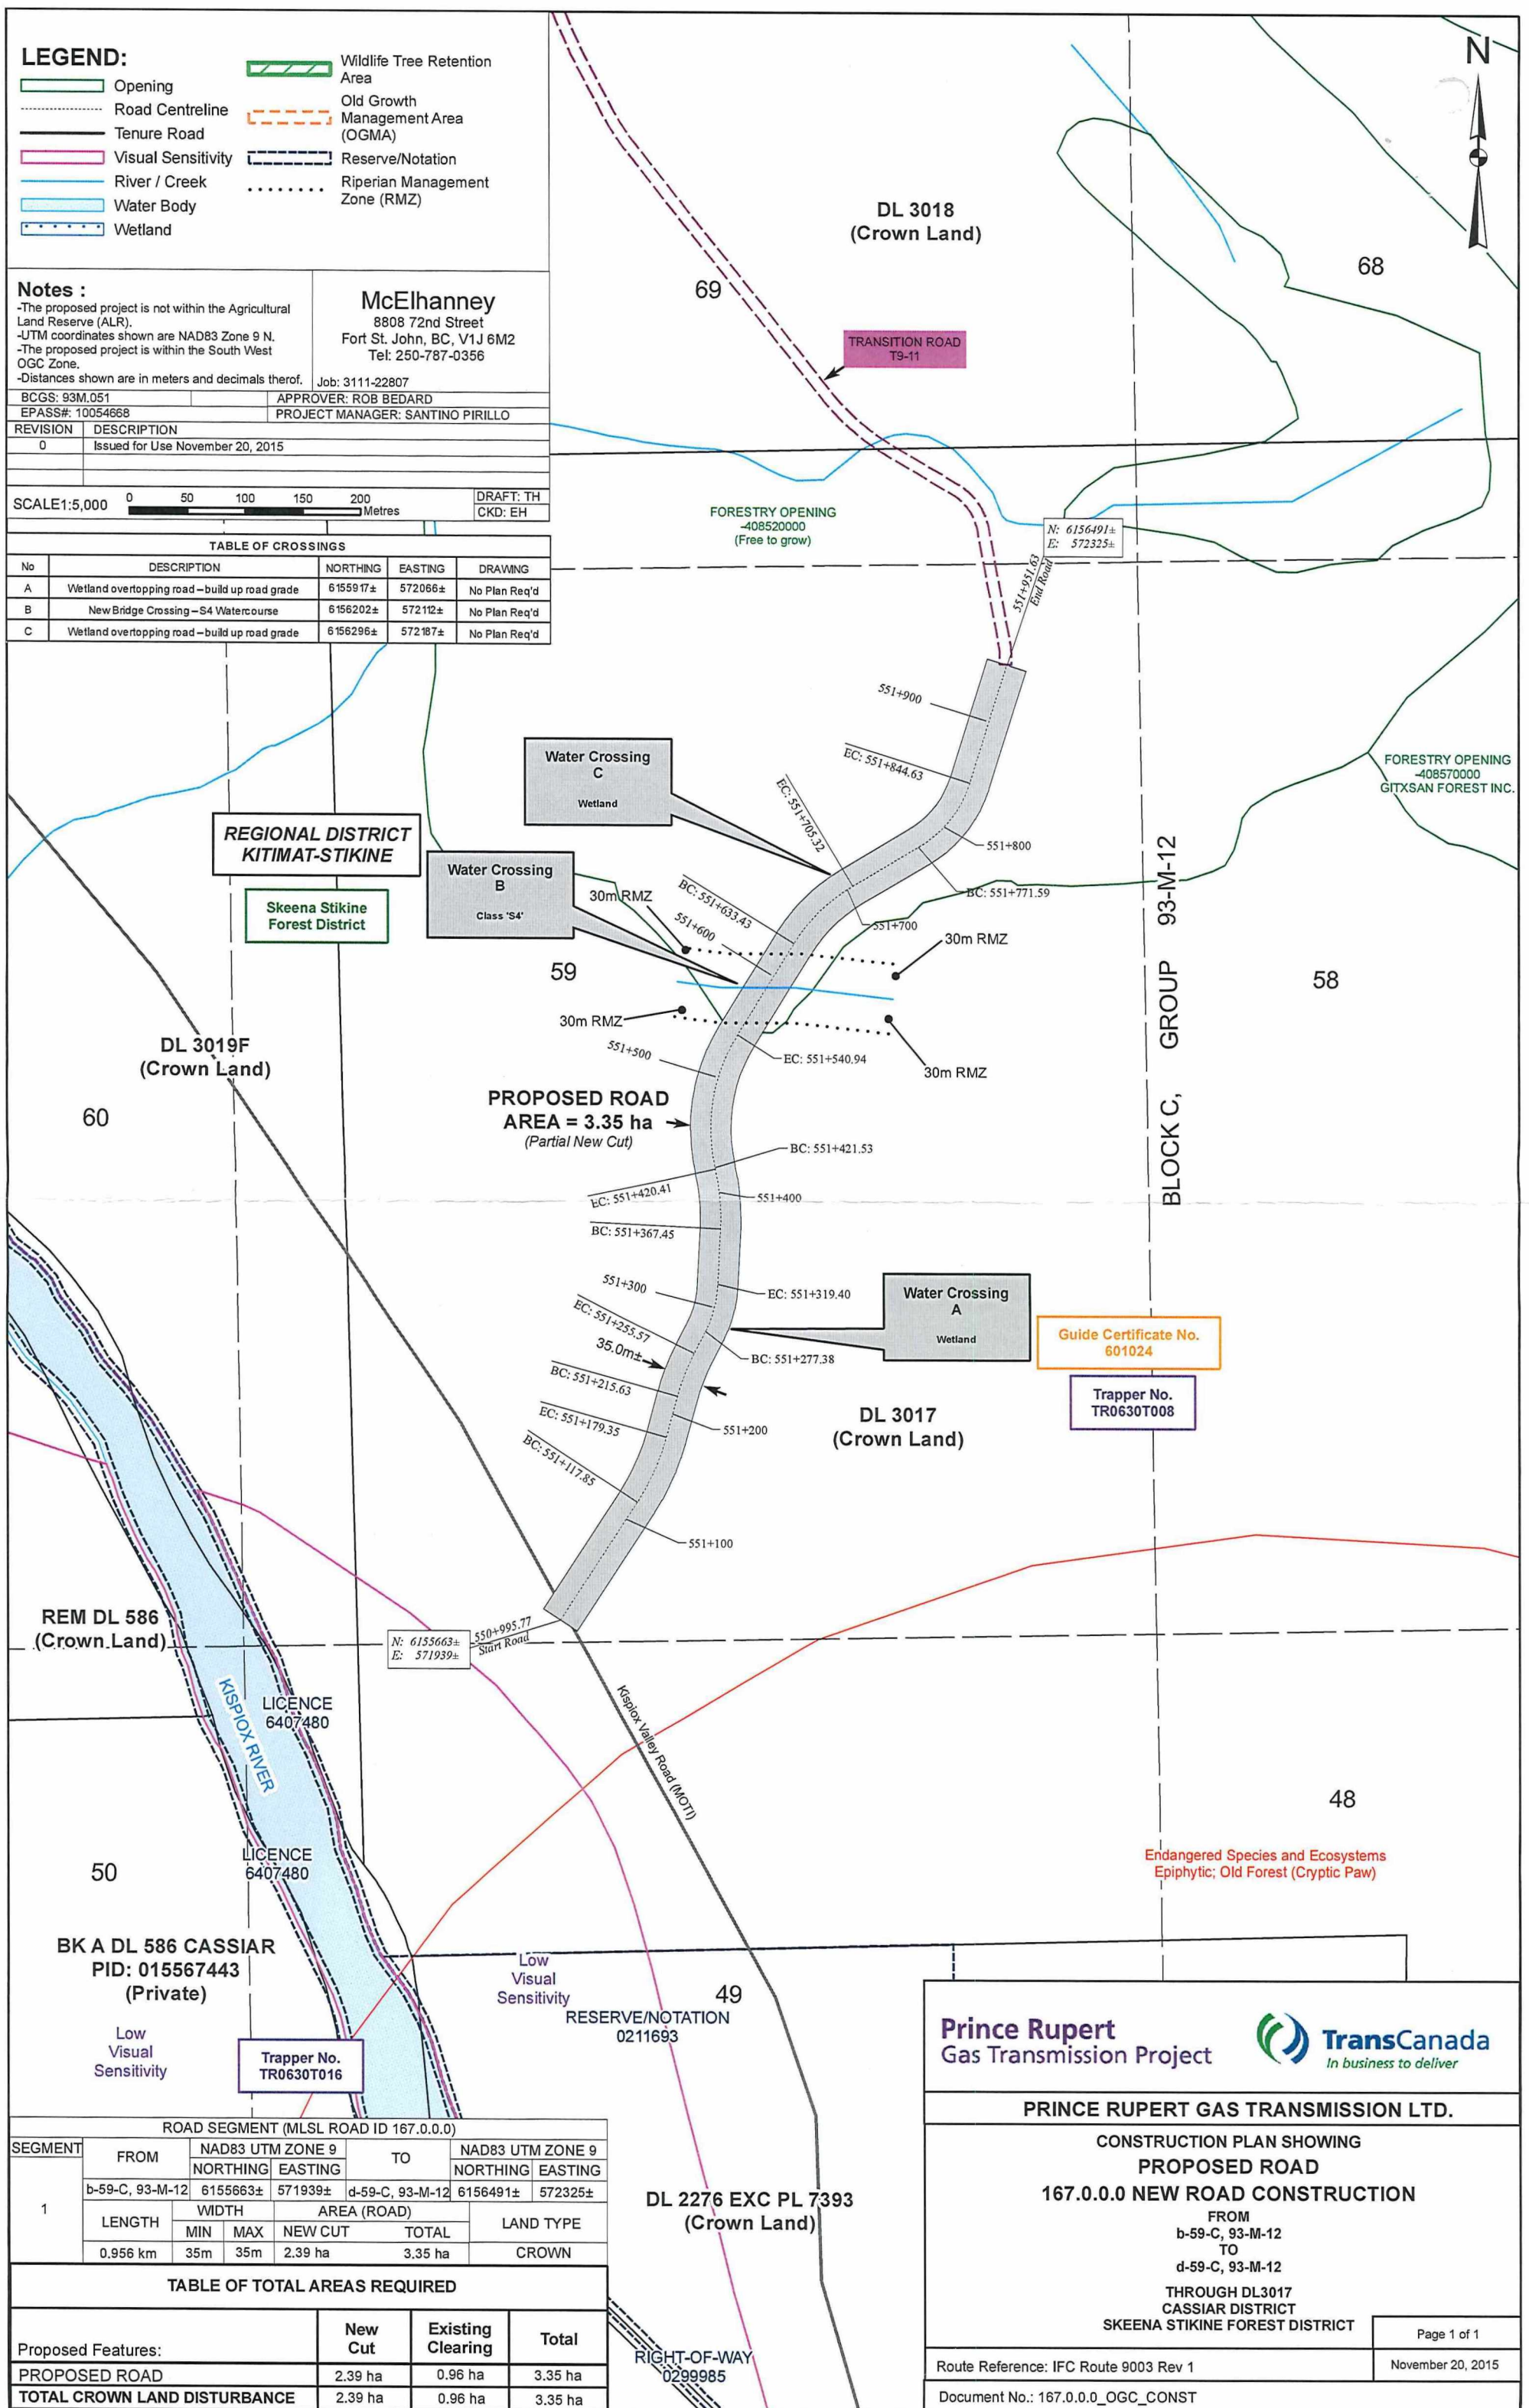 LEGEND:
Opening
Road Centreline
Tenure Road
Visual Sensitivity
River / Creek
Water Body
Wetland
Wildlife Tree Retention
Area
Old Growth
Management Area
(OGMA)
Reserve/Notation
Riperian Management
Zone (RMZ)
N
Notes :
-The proposed project is not within the Agricultural
Land Reserve (ALR).
-UTM coordinates shown are NAD83 Zone 9 N.
-The proposed project is within the South West
OGC Zone.
-Distances shown are in meters and decimals therof.
McElhanney
8808 72nd Street
Fort St. John, BC, V1J 6M2
Tel: 250-787-0356
Job: 3111-22807
BCGS: 93M.051 APPROVER: ROB BEDARD
EPASS#: 10054668 PROJECT MANAGER: SANTINO PIRILLO
REVISION DESCRIPTION
0 Issued for Use November 20, 2015
SCALE1:5,000 0 50 100 150 200 Metres
DRAFT: TH
CKD: EH
TABLE OF CROSSINGS
No DESCRIPTION NORTHING EASTING DRAWING
A Wetland overtopping road – build up road grade 6155917± 572066± No Plan Req'd
B New Bridge Crossing – S4 Watercourse 6156202± 572112± No Plan Req'd
C Wetland overtopping road – build up road grade 6156296± 572187± No Plan Req'd
DL 3018
(Crown Land)
69
68
TRANSITION ROAD
T9-11
FORESTRY OPENING
-408520000
(Free to grow)
N: 6156491±
E: 572325±
551+951.63
End Road
551+900
EC: 551+844.63
FORESTRY OPENING
-408570000
GITXSAN FOREST INC.
Water Crossing
C
Wetland
EC: 551+705.32
551+800
REGIONAL DISTRICT
KITIMAT-STIKINE
Water Crossing
B
Class 'S4'
BC: 551+771.59
Skeena Stikine
Forest District
30m RMZ
BC: 551+633.43
551+600
551+700
30m RMZ
59
58
BLOCK C, GROUP 93-M-12
30m RMZ
551+500
EC: 551+540.94
30m RMZ
DL 3019F
(Crown Land)
60
PROPOSED ROAD
AREA = 3.35 ha
(Partial New Cut)
BC: 551+421.53
EC: 551+420.41
551+400
BC: 551+367.45
551+300
EC: 551+319.40
Water Crossing
A
Wetland
EC: 551+255.57
35.0m±
BC: 551+277.38
Guide Certificate No.
601024
BC: 551+215.63
Trapper No.
TR0630T008
EC: 551+179.35
551+200
DL 3017
(Crown Land)
BC: 551+117.85
551+100
REM DL 586
(Crown Land)
N: 6155663±
E: 571939±
550+995.77
Start Road
KISPIOX RIVER
LICENCE
6407480
Kispiox Valley Road (MOTI)
48
LICENCE
6407480
50
Endangered Species and Ecosystems
Epiphytic; Old Forest (Cryptic Paw)
BK A DL 586 CASSIAR
PID: 015567443
(Private)
Low
Visual
Sensitivity
49
RESERVE/NOTATION
0211693
Low
Visual
Sensitivity
Trapper No.
TR0630T016
DL 2276 EXC PL 7393
(Crown Land)
RIGHT-OF-WAY
0299985
ROAD SEGMENT (MLSL ROAD ID 167.0.0.0)
SEGMENT FROM NAD83 UTM ZONE 9 TO NAD83 UTM ZONE 9
NORTHING EASTING NORTHING EASTING
1 b-59-C, 93-M-12 6155663± 571939± d-59-C, 93-M-12 6156491± 572325±
LENGTH WIDTH AREA (ROAD) LAND TYPE
MIN MAX NEW CUT TOTAL
0.956 km 35m 35m 2.39 ha 3.35 ha CROWN
TABLE OF TOTAL AREAS REQUIRED
Proposed Features: New Cut Existing Clearing Total
PROPOSED ROAD 2.39 ha 0.96 ha 3.35 ha
TOTAL CROWN LAND DISTURBANCE 2.39 ha 0.96 ha 3.35 ha
Prince Rupert
Gas Transmission Project
TransCanada
In business to deliver
PRINCE RUPERT GAS TRANSMISSION LTD.
CONSTRUCTION PLAN SHOWING
PROPOSED ROAD
167.0.0.0 NEW ROAD CONSTRUCTION
FROM
b-59-C, 93-M-12
TO
d-59-C, 93-M-12
THROUGH DL3017
CASSIAR DISTRICT
SKEENA STIKINE FOREST DISTRICT
Page 1 of 1
Route Reference: IFC Route 9003 Rev 1
November 20, 2015
Document No.: 167.0.0.0_OGC_CONST